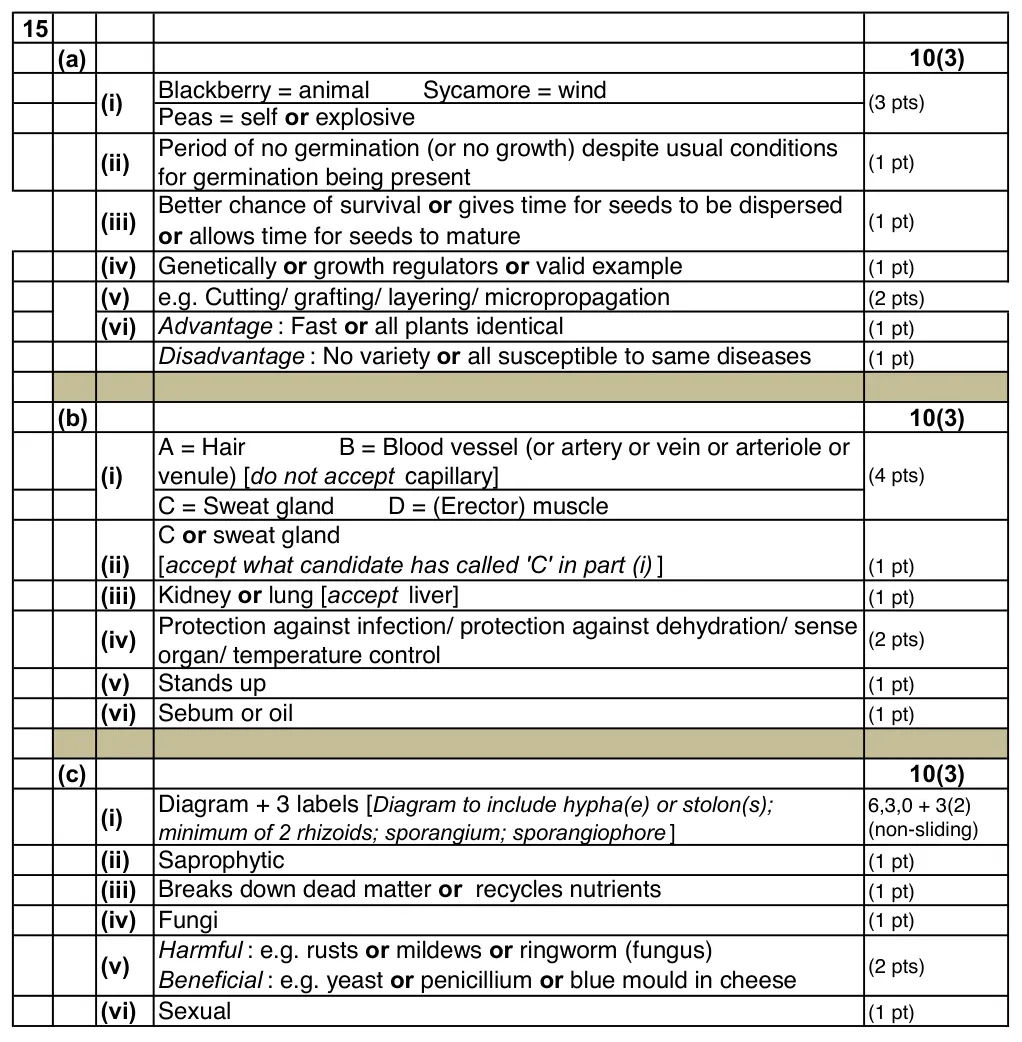 15
(a) 10(3)
(i) Blackberry = animal Sycamore = wind (3 pts)
Peas = self or explosive
(ii) Period of no germination (or no growth) despite usual conditions (1 pt)
for germination being present
(iii) Better chance of survival or gives time for seeds to be dispersed (1 pt)
or allows time for seeds to mature
(iv) Genetically or growth regulators or valid example (1 pt)
(v) e.g. Cutting/ grafting/ layering/ micropropagation (2 pts)
(vi) Advantage : Fast or all plants identical (1 pt)
Disadvantage : No variety or all susceptible to same diseases (1 pt)
(b) 10(3)
(i) A = Hair B = Blood vessel (or artery or vein or arteriole or (4 pts)
venule) [do not accept capillary]
C = Sweat gland D = (Erector) muscle
(ii) C or sweat gland
[accept what candidate has called 'C' in part (i) ] (1 pt)
(iii) Kidney or lung [accept liver] (1 pt)
(iv) Protection against infection/ protection against dehydration/ sense (2 pts)
organ/ temperature control
(v) Stands up (1 pt)
(vi) Sebum or oil (1 pt)
(c) 10(3)
(i) Diagram + 3 labels [Diagram to include hypha(e) or stolon(s); 6,3,0 + 3(2)
minimum of 2 rhizoids; sporangium; sporangiophore ] (non-sliding)
(ii) Saprophytic (1 pt)
(iii) Breaks down dead matter or recycles nutrients (1 pt)
(iv) Fungi (1 pt)
(v) Harmful : e.g. rusts or mildews or ringworm (fungus) (2 pts)
Beneficial : e.g. yeast or penicillium or blue mould in cheese
(vi) Sexual (1 pt)